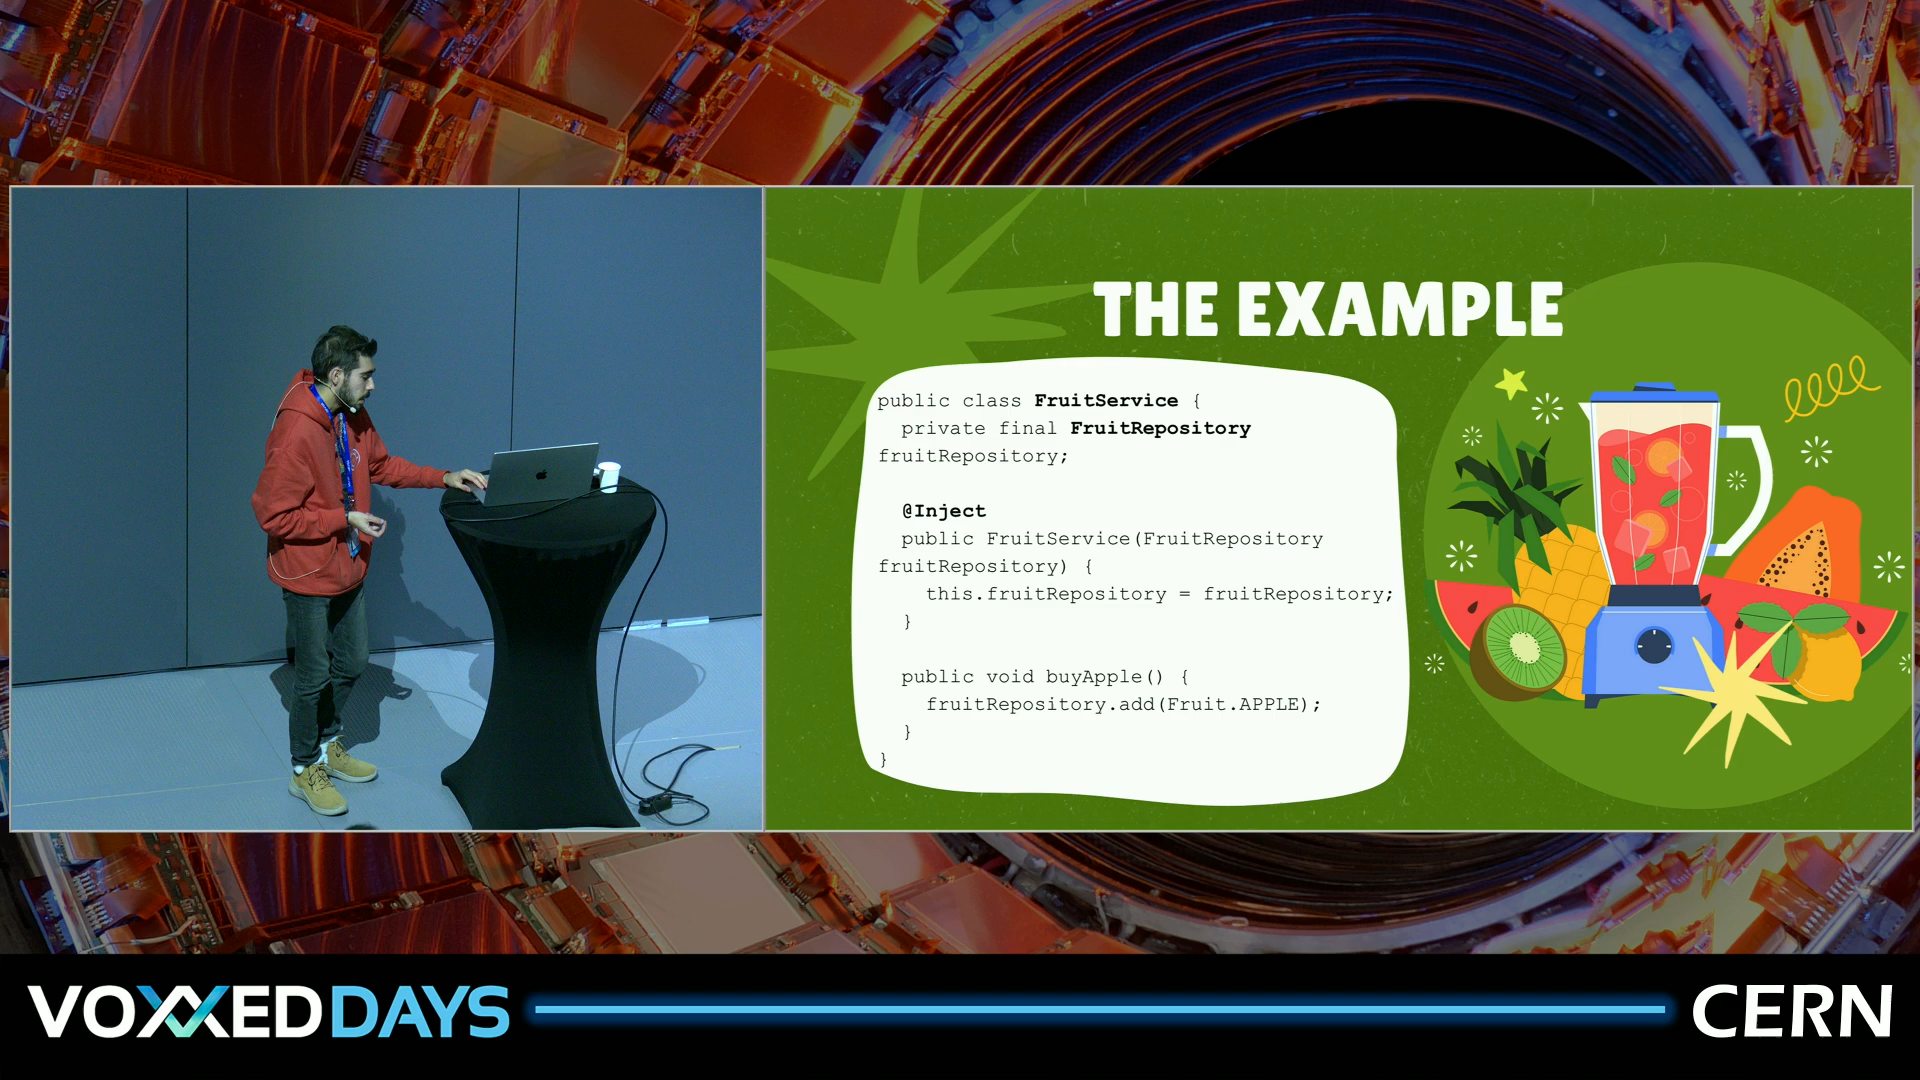 THE EXAMPLE
public class FruitService {
private final FruitRepository
fruitRepository;
@Inject
public FruitService(FruitRepository
fruitRepository) {
this.fruitRepository = fruitRepository;
}
public void buyApple() {
fruitRepository.add(Fruit.APPLE);
}
}
VOXXEDDAYS
CERN